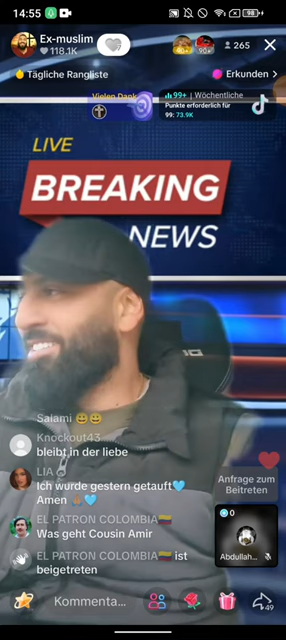 14:55
98
Ex-muslim
118.1K
265
Tägliche Rangliste
Erkunden
Vielen Dank
99+ | Wöchentliche
Punkte erforderlich für
99: 73.9K
LIVE
BREAKING
NEWS
Salami
Knockout43
bleibt in der liebe
LIA
Ich wurde gestern getauft
Amen
EL PATRON COLOMBIA
Was geht Cousin Amir
EL PATRON COLOMBIA ist
beigetreten
Anfrage zum
Beitreten
0
Abdullah...
Kommenta...
49